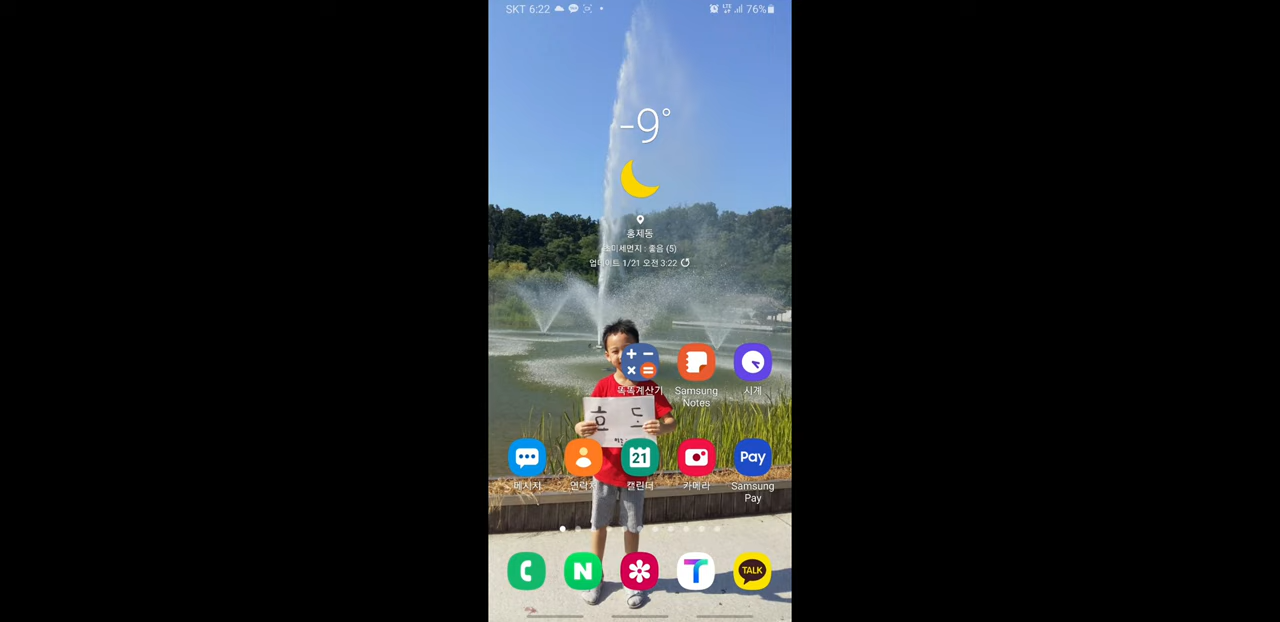 SKT 6:22
76%
-9°
홍제동
초미세먼지 : 좋음 (5)
업데이트 1/21 오전 3:22
똑똑계산기
Samsung Notes
시계
효 도
21
Pay
메시지
연락처
캘린더
카메라
Samsung Pay
N
T
TALK